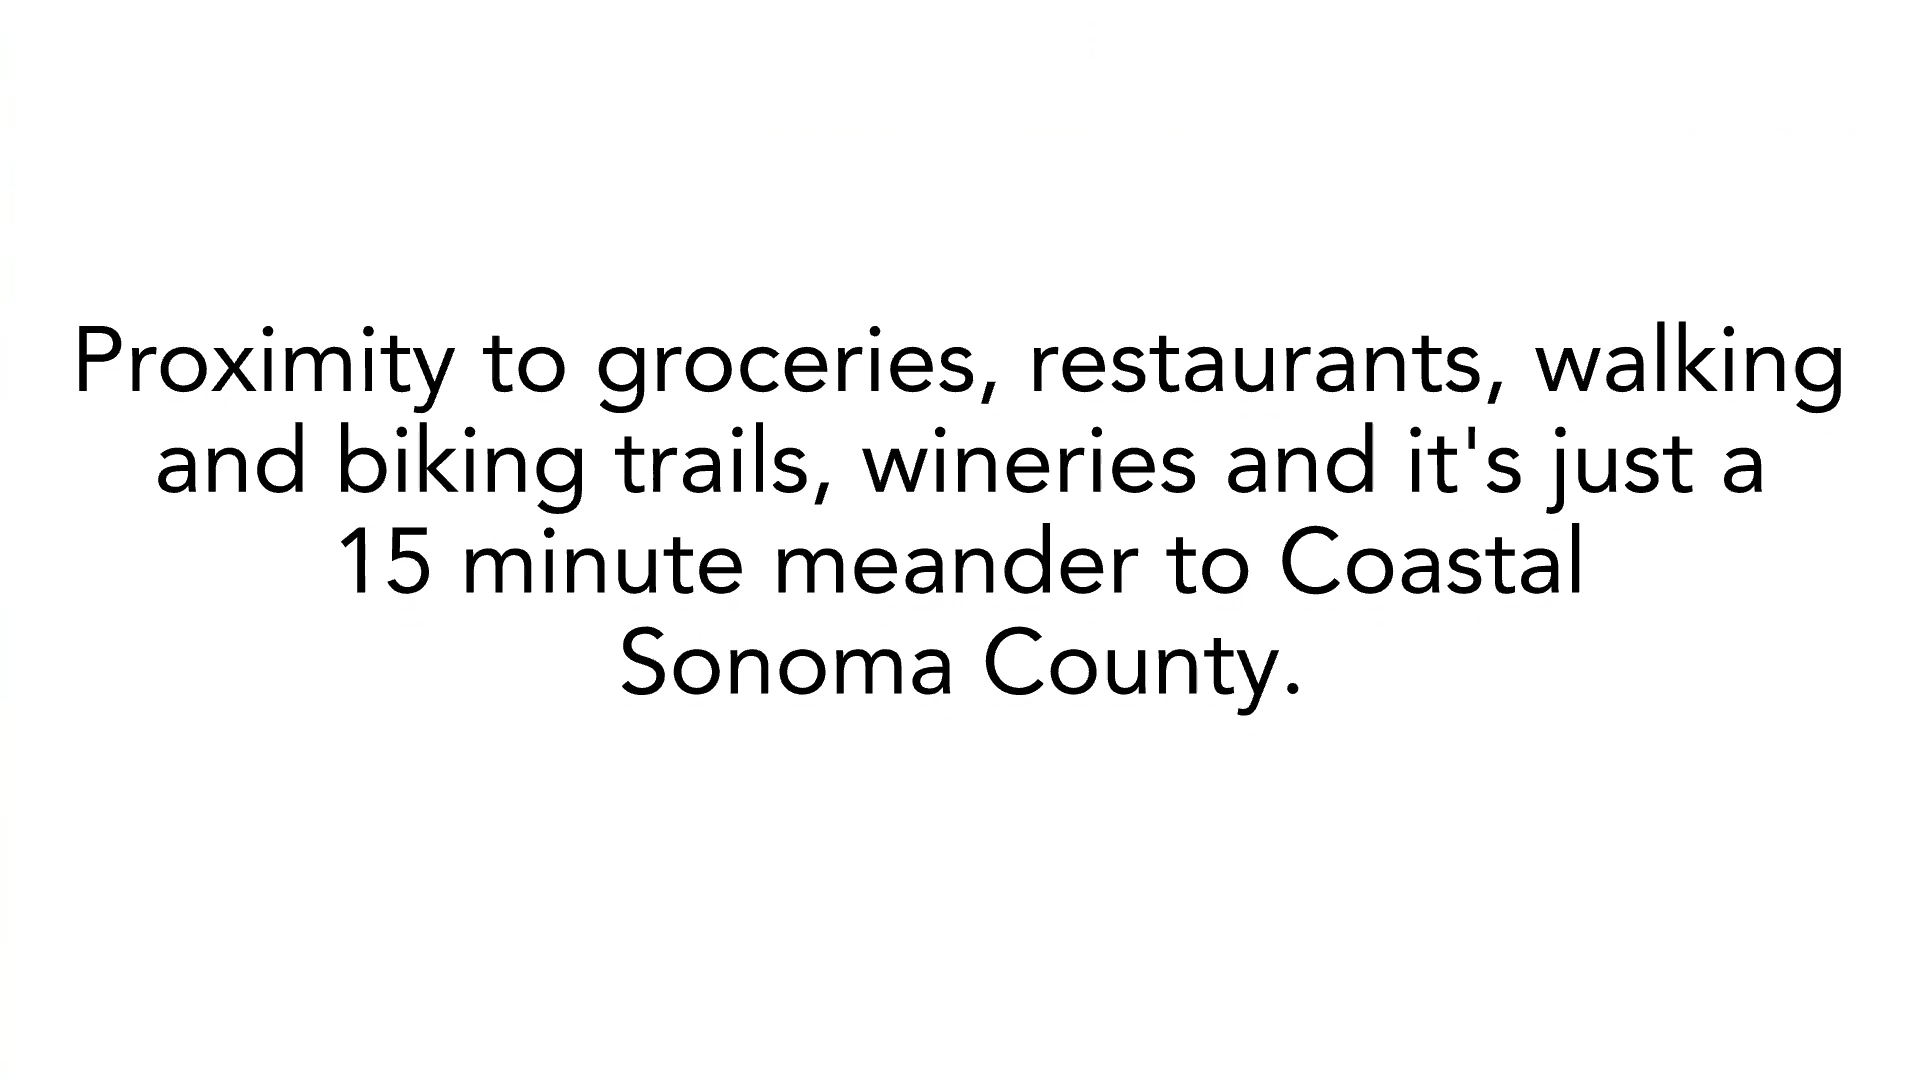 Proximity to groceries, restaurants, walking
and biking trails, wineries and it's just a
15 minute meander to Coastal
Sonoma County.